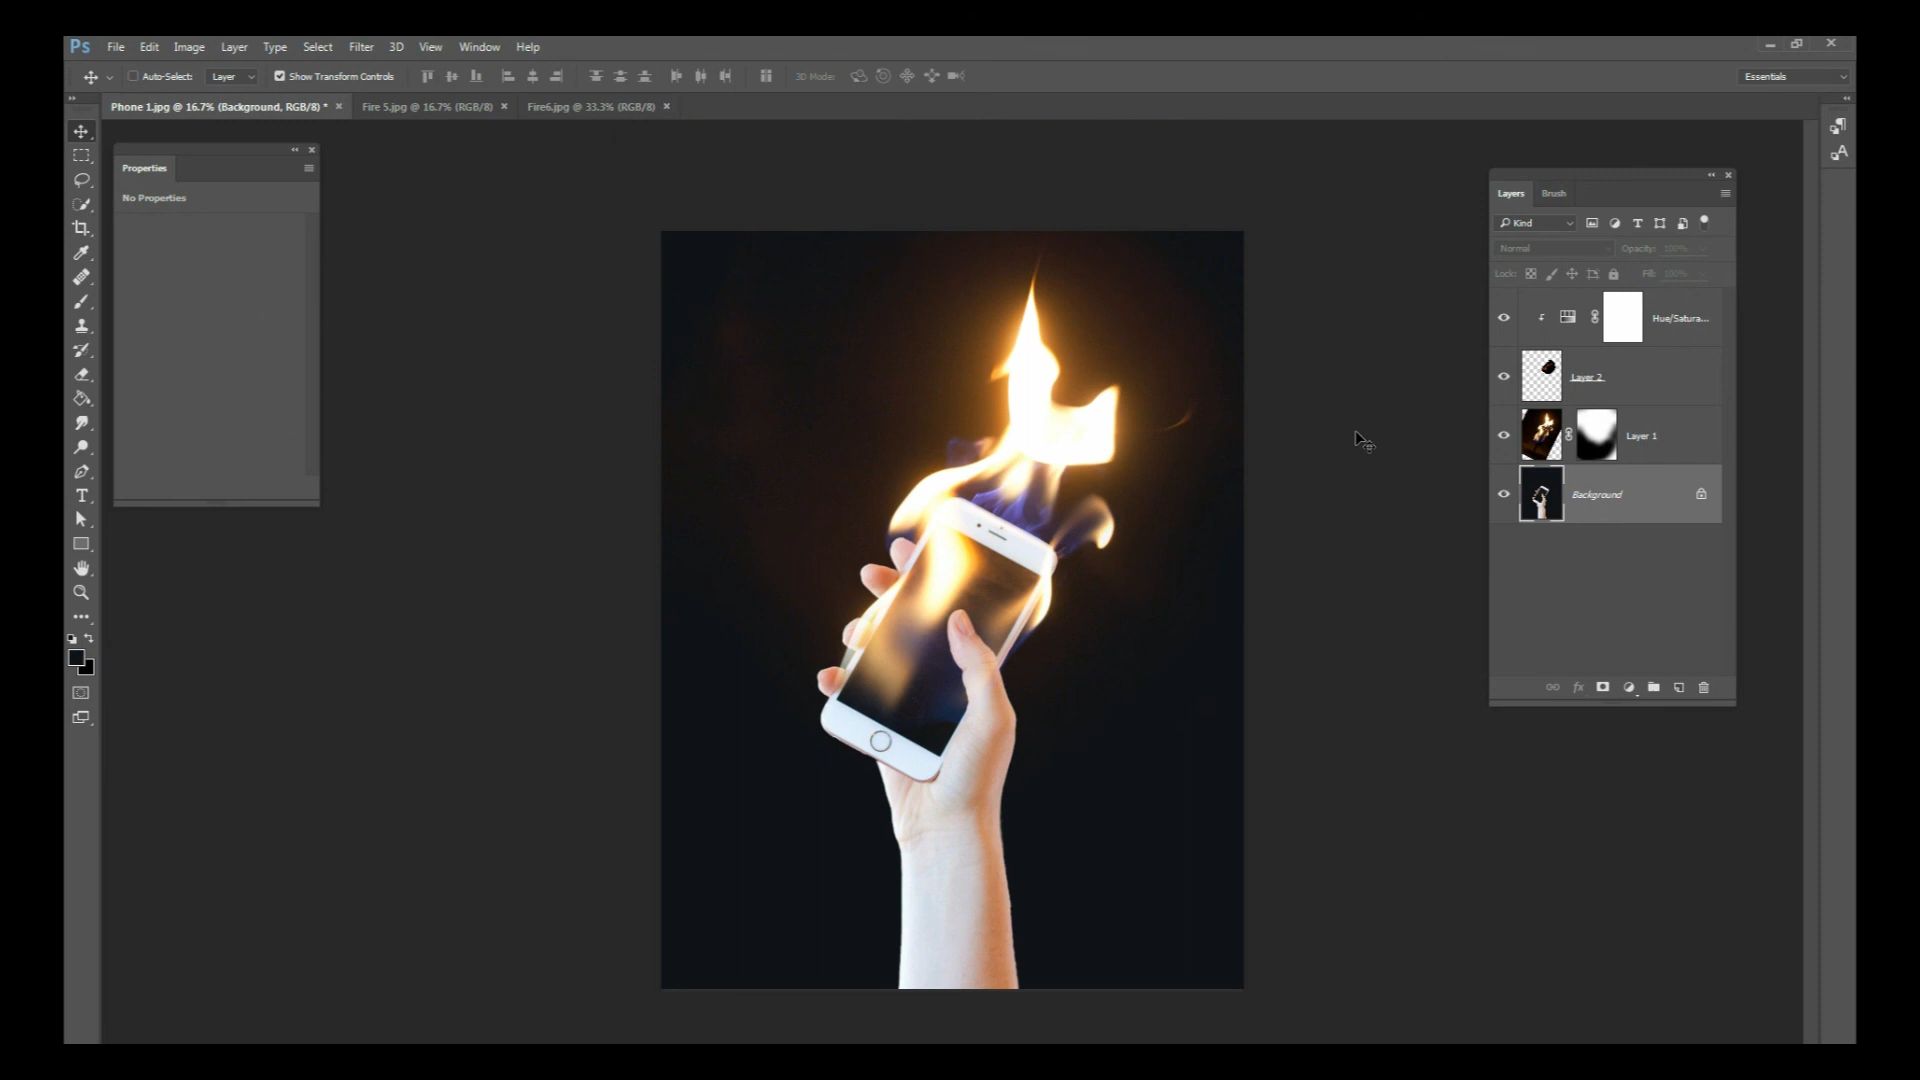 Ps File Edit Image Layer Type Select Filter 3D View Window Help
Auto-Select: Layer Show Transform Controls 3D Mode: Essentials
Phone 1.jpg @ 16.7% (Background, RGB/8) * Fire 5.jpg @ 16.7% (RGB/8) Fire6.jpg @ 33.3% (RGB/8)
Properties
No Properties
Layers Brush
Kind
Normal Opacity: 100%
Lock: Fill: 100%
Hue/Satura...
Layer 2
Layer 1
Background
fx